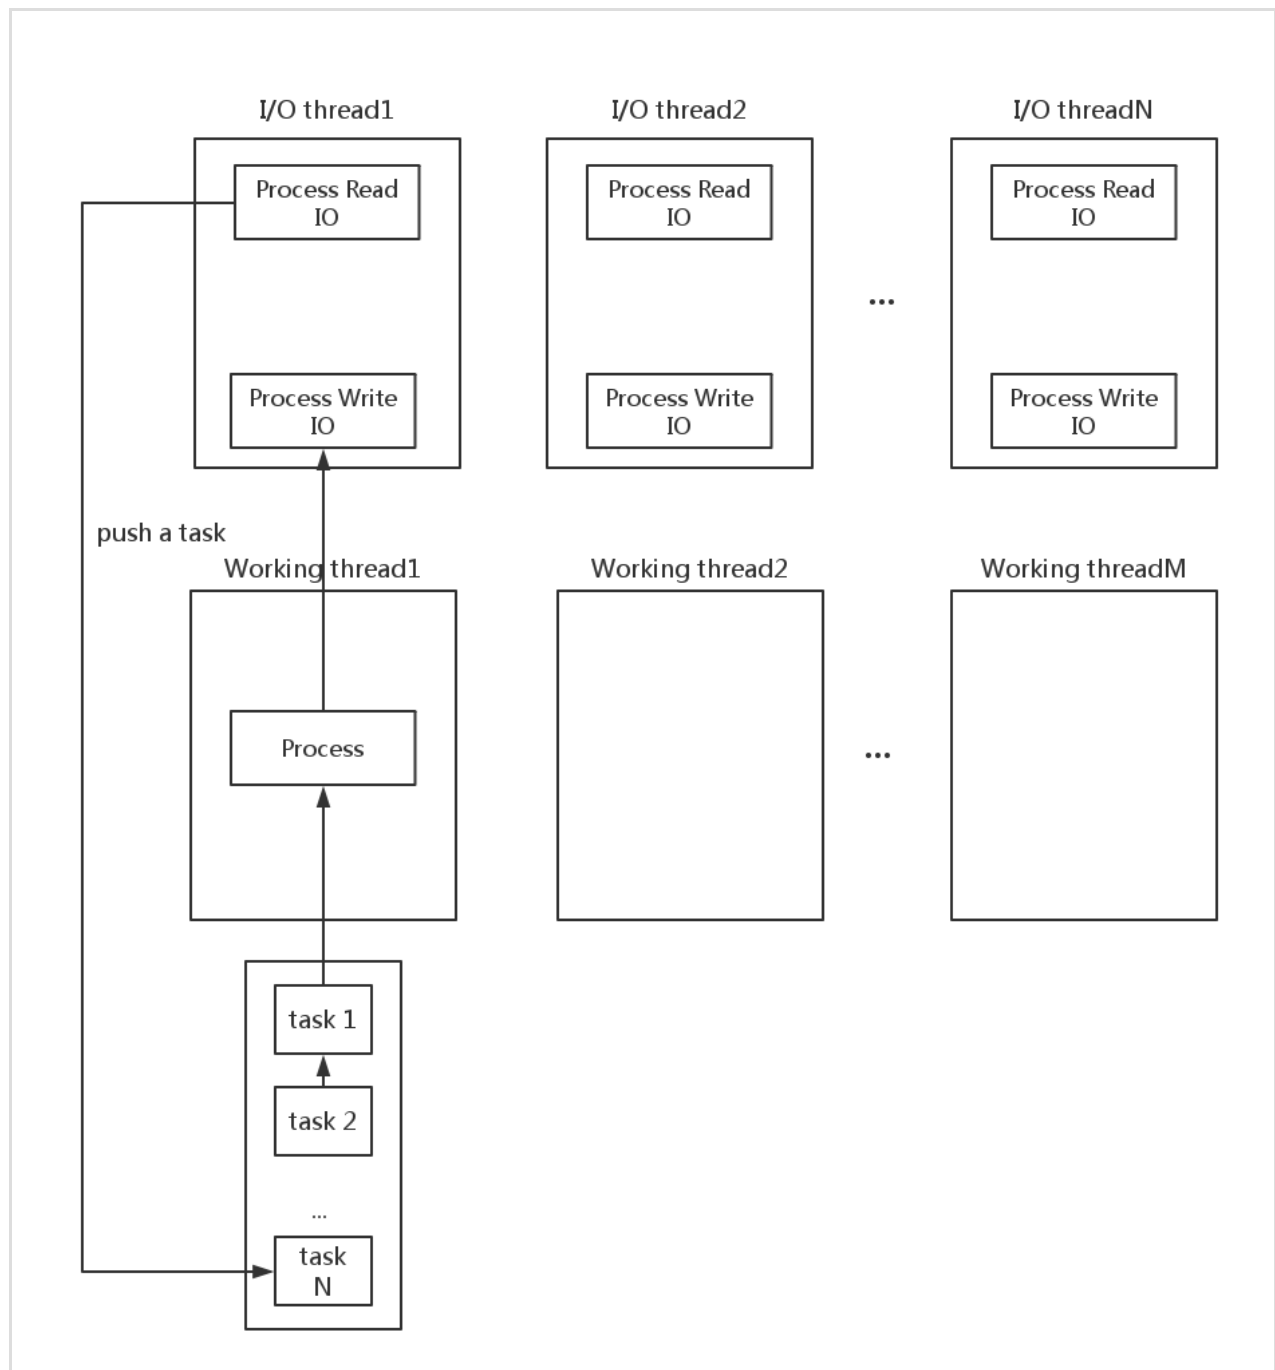 I/O thread1
I/O thread2
I/O threadN
Process Read
IO
Process Read
IO
Process Read
IO
...
Process Write
IO
Process Write
IO
Process Write
IO
push a task
Working thread1
Working thread2
Working threadM
Process
...
task 1
task 2
...
task
N